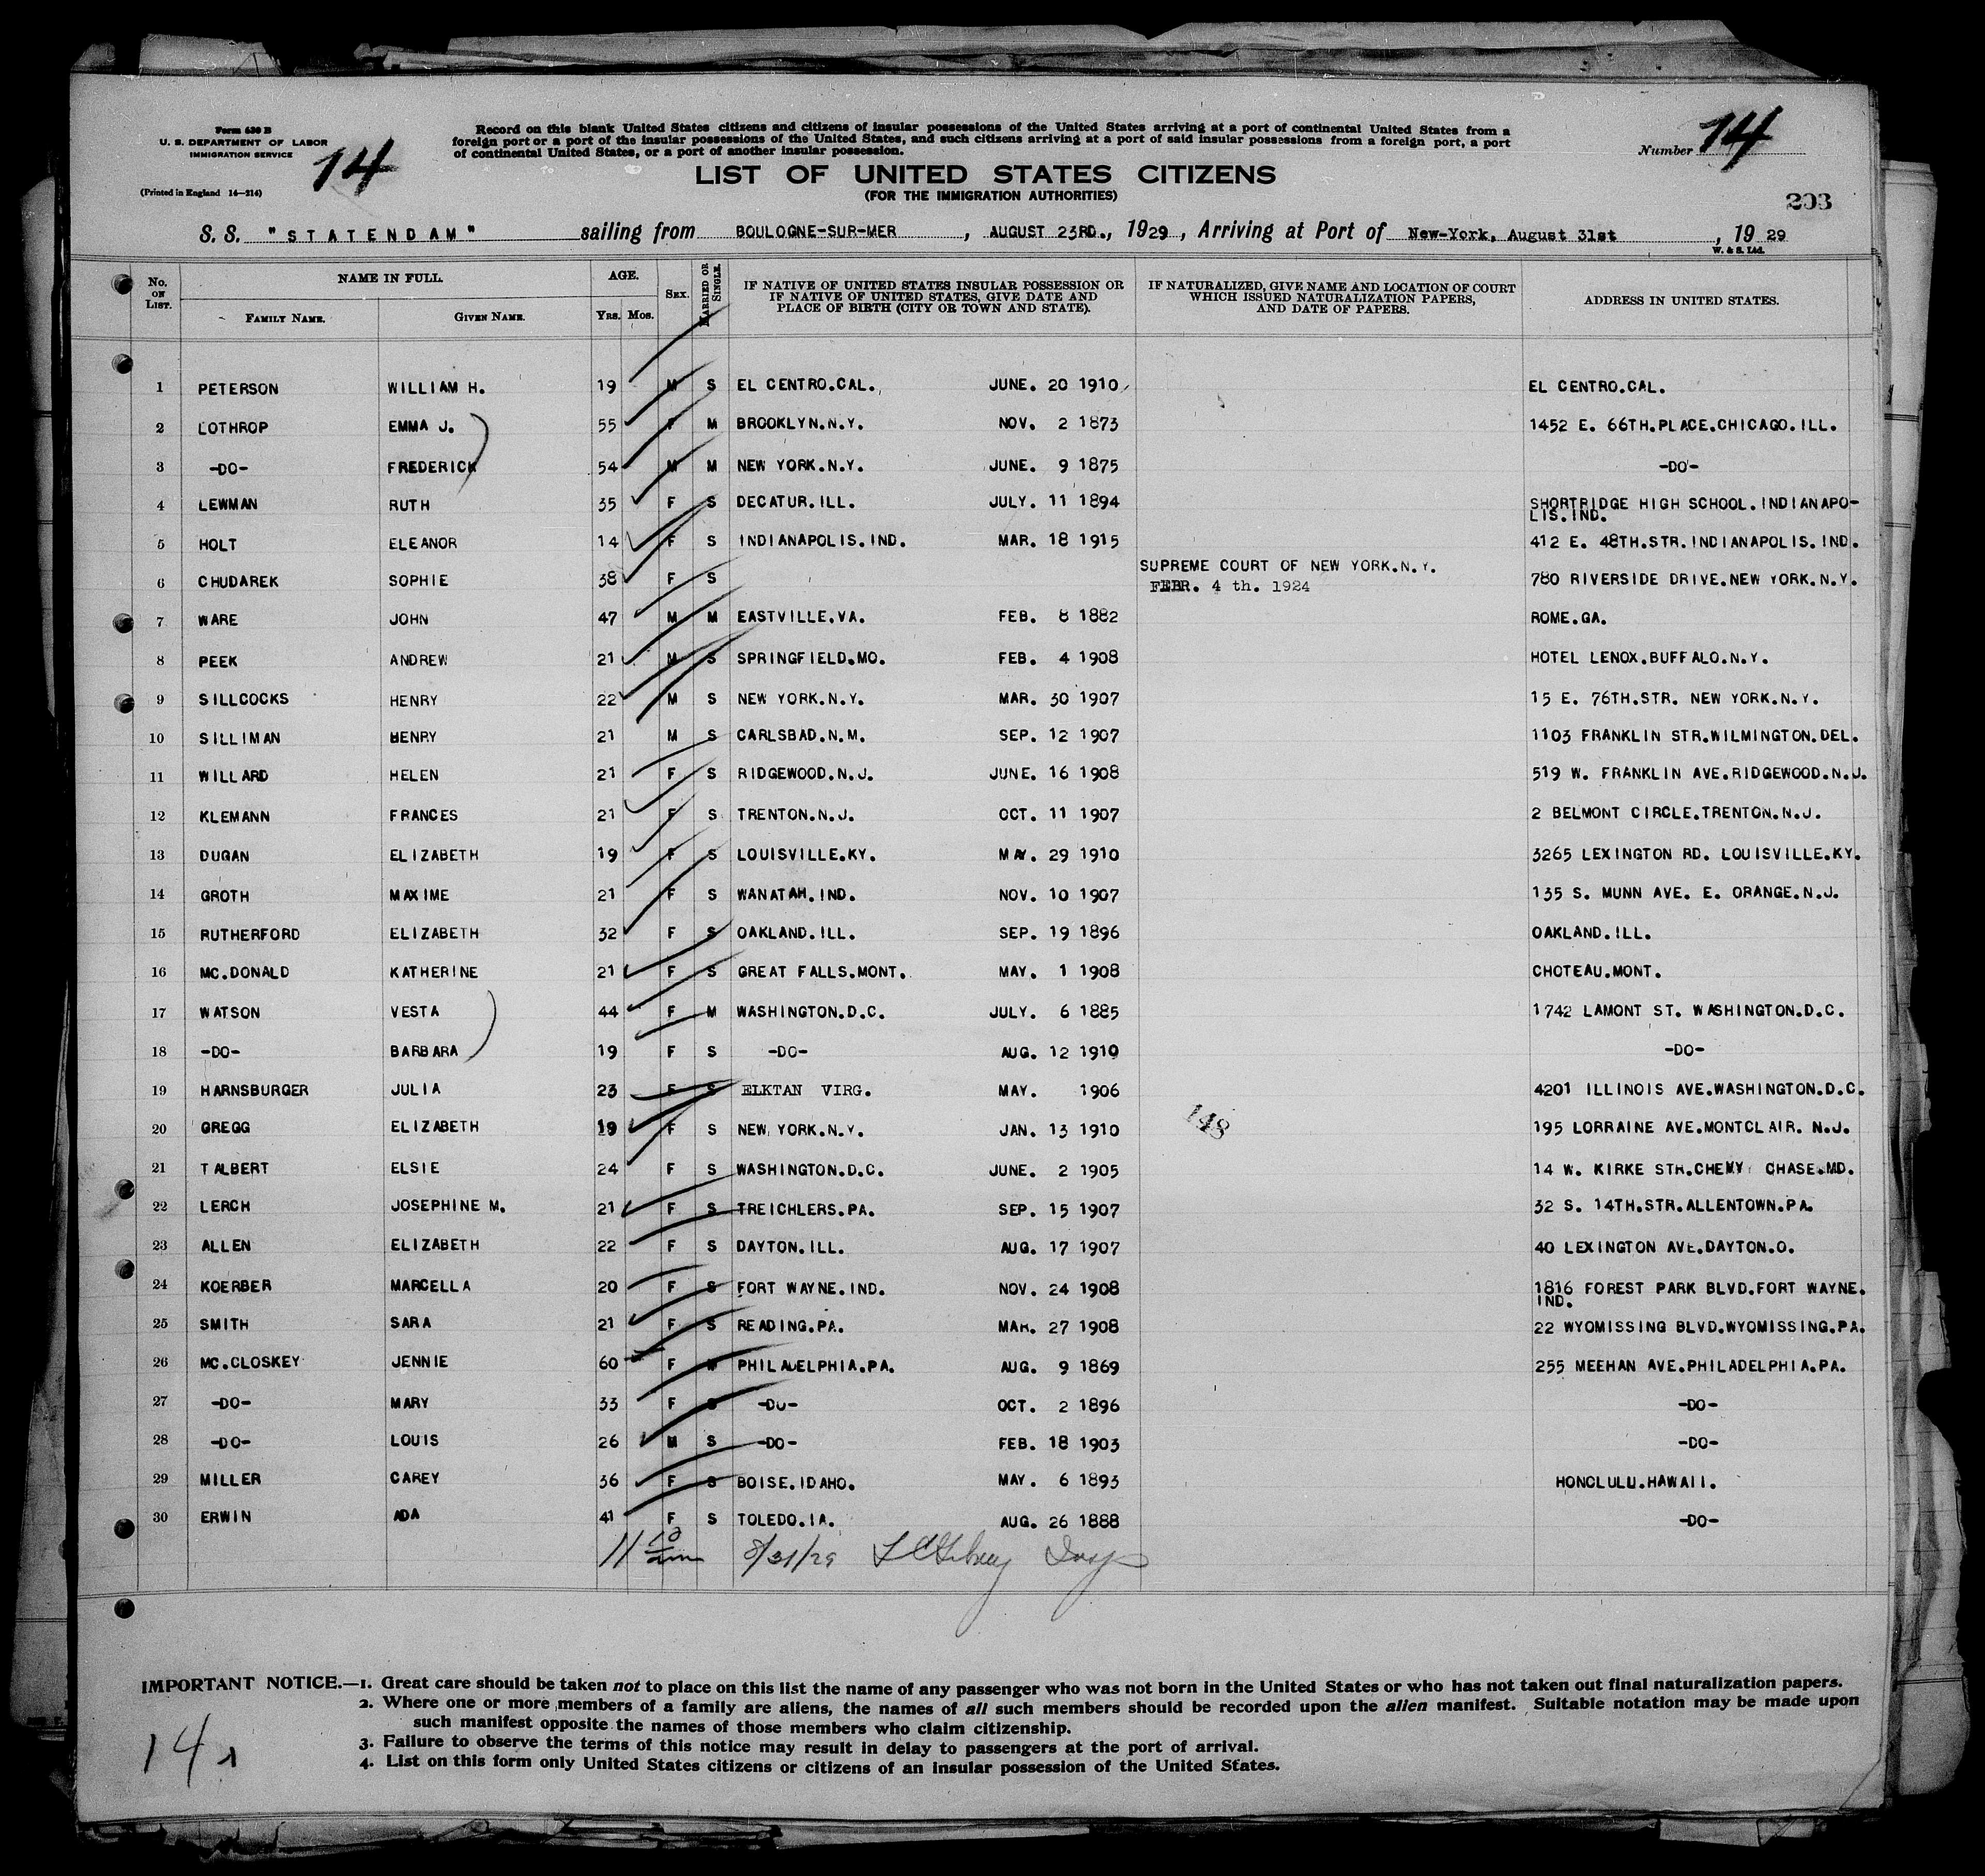 Form 630 B
U. S. DEPARTMENT OF LABOR
IMMIGRATION SERVICE
(Printed in England 14—214)
14
Record on this blank United States citizens and citizens of insular possessions of the United States arriving at a port of continental United States from a
foreign port or a port of the insular possessions of the United States, and such citizens arriving at a port of said insular possessions from a foreign port, a port
of continental United States, or a port of another insular possession.
Number 14
LIST OF UNITED STATES CITIZENS
(FOR THE IMMIGRATION AUTHORITIES)
203
S. S. "STATENDAM" sailing from BOULOGNE-SUR-MER, AUGUST 23RD., 1929, Arriving at Port of New-York, August 31st, 19 29
W. & S. Ltd.
No. ON LIST. NAME IN FULL. FAMILY NAME. GIVEN NAME. AGE. YRS. MOS. SEX. MARRIED OR SINGLE. IF NATIVE OF UNITED STATES INSULAR POSSESSION OR IF NATIVE OF UNITED STATES, GIVE DATE AND PLACE OF BIRTH (CITY OR TOWN AND STATE). IF NATURALIZED, GIVE NAME AND LOCATION OF COURT WHICH ISSUED NATURALIZATION PAPERS, AND DATE OF PAPERS. ADDRESS IN UNITED STATES.
1 PETERSON WILLIAM H. 19 M S EL CENTRO.CAL. JUNE. 20 1910 EL CENTRO.CAL.
2 LOTHROP EMMA J. 55 F M BROOKLYN.N.Y. NOV. 2 1873 1452 E. 66TH.PLACE.CHICAGO.ILL.
3 -DO- FREDERICK 54 M M NEW YORK.N.Y. JUNE. 9 1875 -DO-
4 LEWMAN RUTH 35 F S DECATUR.ILL. JULY. 11 1894 SHORTRIDGE HIGH SCHOOL.INDIANAPO-
LIS.IND.
5 HOLT ELEANOR 14 F S INDIANAPOLIS.IND. MAR. 18 1915 412 E. 48TH.STR.INDIANAPOLIS.IND.
6 CHUDAREK SOPHIE 38 F S SUPREME COURT OF NEW YORK.N.Y. 780 RIVERSIDE DRIVE.NEW YORK.N.Y.
FEBR. 4 th. 1924
7 WARE JOHN 47 M M EASTVILLE.VA. FEB. 8 1882 ROME.GA.
8 PEEK ANDREW 21 M S SPRINGFIELD.MO. FEB. 4 1908 HOTEL LENOX.BUFFALO.N.Y.
9 SILLCOCKS HENRY 22 M S NEW YORK.N.Y. MAR. 30 1907 15 E. 76TH.STR. NEW YORK.N.Y.
10 SILLIMAN HENRY 21 M S CARLSBAD.N.M. SEP. 12 1907 1103 FRANKLIN STR.WILMINGTON.DEL.
11 WILLARD HELEN 21 F S RIDGEWOOD.N.J. JUNE. 16 1908 519 W. FRANKLIN AVE.RIDGEWOOD.N.J.
12 KLEMANN FRANCES 21 F S TRENTON.N.J. OCT. 11 1907 2 BELMONT CIRCLE.TRENTON.N.J.
13 DUGAN ELIZABETH 19 F S LOUISVILLE.KY. MAY. 29 1910 3265 LEXINGTON RD. LOUISVILLE.KY.
14 GROTH MAXIME 21 F S WANATAH.IND. NOV. 10 1907 135 S. MUNN AVE. E. ORANGE.N.J.
15 RUTHERFORD ELIZABETH 32 F S OAKLAND.ILL. SEP. 19 1896 OAKLAND.ILL.
16 MC.DONALD KATHERINE 21 F S GREAT FALLS.MONT. MAY. 1 1908 CHOTEAU.MONT.
17 WATSON VESTA 44 F M WASHINGTON.D.C. JULY. 6 1885 1742 LAMONT ST. WASHINGTON.D.C.
18 -DO- BARBARA 19 F S -DO- AUG. 12 1910 -DO-
19 HARNSBURGER JULIA 23 F S ELKTAN VIRG. MAY. 1906 4201 ILLINOIS AVE.WASHINGTON.D.C.
148
20 GREGG ELIZABETH 19 F S NEW YORK.N.Y. JAN. 13 1910 195 LORRAINE AVE.MONTCLAIR. N.J.
21 TALBERT ELSIE 24 F S WASHINGTON.D.C. JUNE. 2 1905 14 W. KIRKE STR.CHEMY CHASE.MD.
22 LERCH JOSEPHINE M. 21 F S TREICHLERS.PA. SEP. 15 1907 32 S. 14TH.STR.ALLENTOWN.PA.
23 ALLEN ELIZABETH 22 F S DAYTON.ILL. AUG. 17 1907 40 LEXINGTON AVE.DAYTON.O.
24 KOERBER MARCELLA 20 F S FORT WAYNE.IND. NOV. 24 1908 1816 FOREST PARK BLVD.FORT WAYNE.
IND.
25 SMITH SARA 21 F S READING.PA. MAR. 27 1908 22 WYOMISSING BLVD.WYOMISSING.PA.
26 MC.CLOSKEY JENNIE 60 F M PHILADELPHIA.PA. AUG. 9 1869 255 MEEHAN AVE.PHILADELPHIA.PA.
27 -DO- MARY 33 F S -DO- OCT. 2 1896 -DO-
28 -DO- LOUIS 26 M S -DO- FEB. 18 1903 -DO-
29 MILLER CAREY 36 F S BOISE.IDAHO. MAY. 6 1893 HONOLULU.HAWAII.
30 ERWIN ADA 41 F S TOLEDO.IA. AUG. 26 1888 -DO-
8/31/29
IMPORTANT NOTICE.—1. Great care should be taken not to place on this list the name of any passenger who was not born in the United States or who has not taken out final naturalization papers.
2. Where one or more members of a family are aliens, the names of all such members should be recorded upon the alien manifest. Suitable notation may be made upon
such manifest opposite the names of those members who claim citizenship.
3. Failure to observe the terms of this notice may result in delay to passengers at the port of arrival.
4. List on this form only United States citizens or citizens of an insular possession of the United States.
14